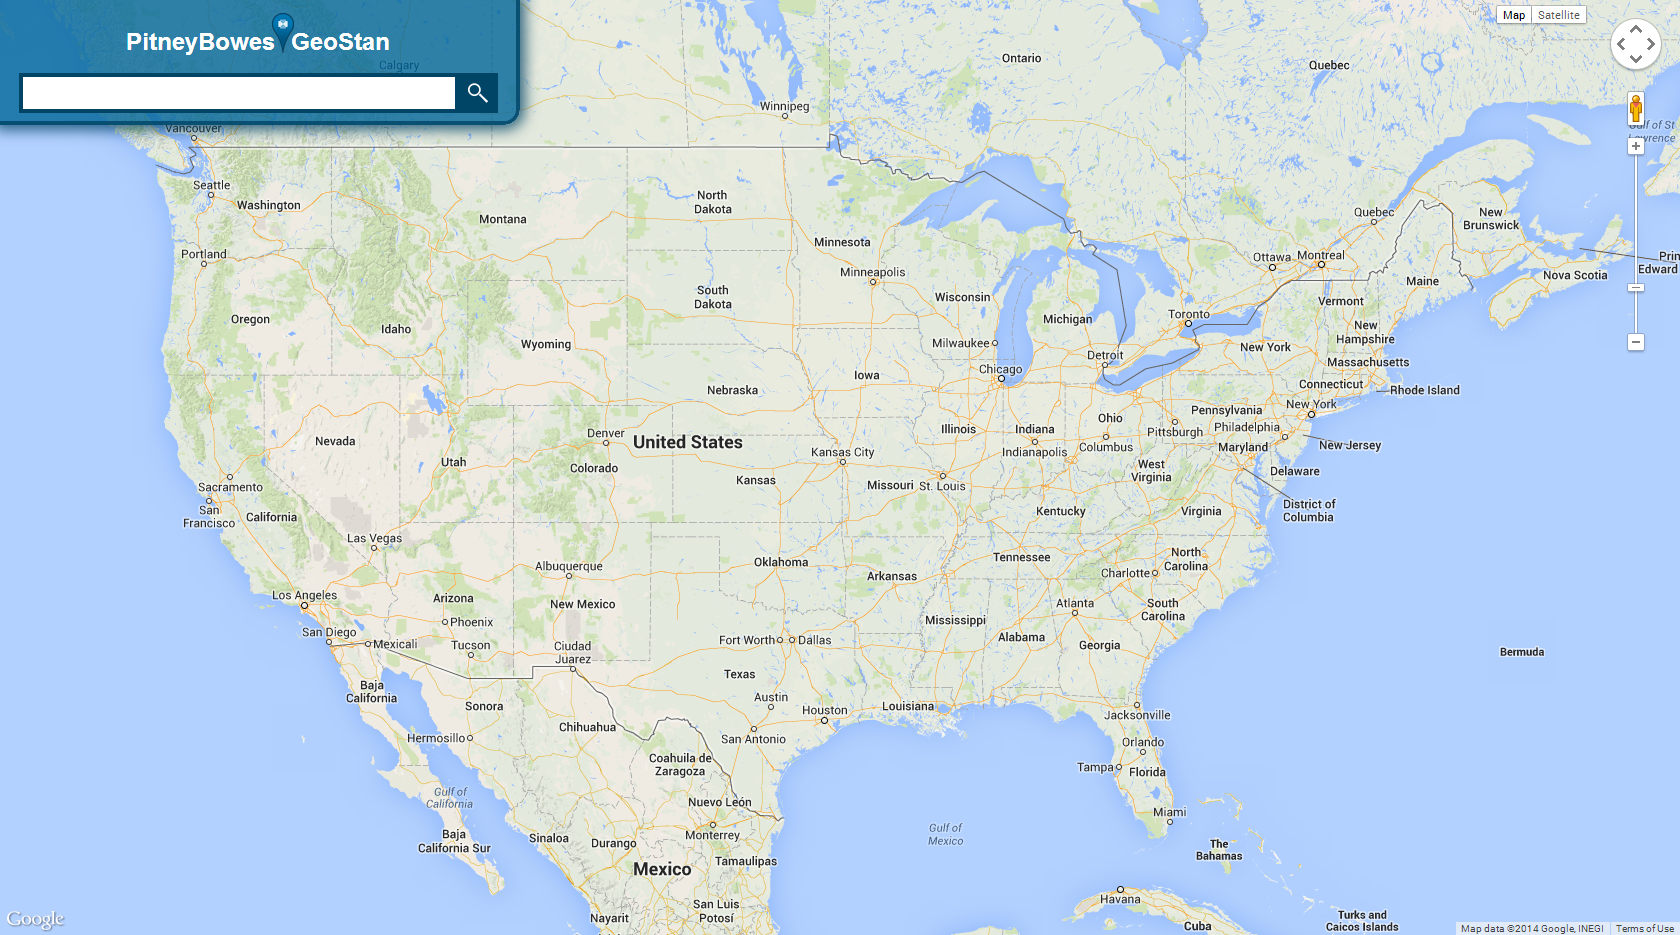 PitneyBowes GeoStan
Map Satellite
Calgary
Ontario
Quebec
Winnipeg
Gulf of St
Lawrence
Vancouver
Seattle
Washington
Montana
North
Dakota
Minnesota
Quebec
New
Brunswick
Portland
Minneapolis
Ottawa
Montreal
Prin
Edward
Nova Scotia
Maine
Oregon
Idaho
South
Dakota
Wisconsin
Michigan
Toronto
Vermont
New
Hampshire
Wyoming
Milwaukee
Detroit
New York
Massachusetts
Nebraska
Iowa
Chicago
Connecticut
Rhode Island
Nevada
Utah
Denver
United States
Colorado
Kansas City
Illinois
Indiana
Indianapolis
Ohio
Columbus
Pennsylvania
Pittsburgh
New York
Philadelphia
Maryland
New Jersey
Delaware
Sacramento
San
Francisco
California
Kansas
Missouri
St. Louis
West
Virginia
Kentucky
Virginia
District of
Columbia
Las Vegas
Albuquerque
Oklahoma
Arkansas
Tennessee
North
Carolina
Charlotte
Los Angeles
Arizona
New Mexico
Phoenix
Mississippi
Atlanta
South
Carolina
Alabama
Georgia
San Diego
Mexicali
Tucson
Ciudad
Juarez
Fort Worth
Dallas
Bermuda
Baja
California
Sonora
Texas
Austin
Houston
Louisiana
Jacksonville
Chihuahua
Hermosillo
San Antonio
Orlando
Coahuila de
Zaragoza
Tampa
Florida
Gulf of
California
Nuevo León
Monterrey
Miami
Baja
California Sur
Sinaloa
Durango
Gulf of
Mexico
The
Bahamas
Mexico
Tamaulipas
San Luis
Potosí
Nayarit
Havana
Cuba
Turks and
Caicos Islands
Google
Map data ©2014 Google, INEGI
Terms of Use